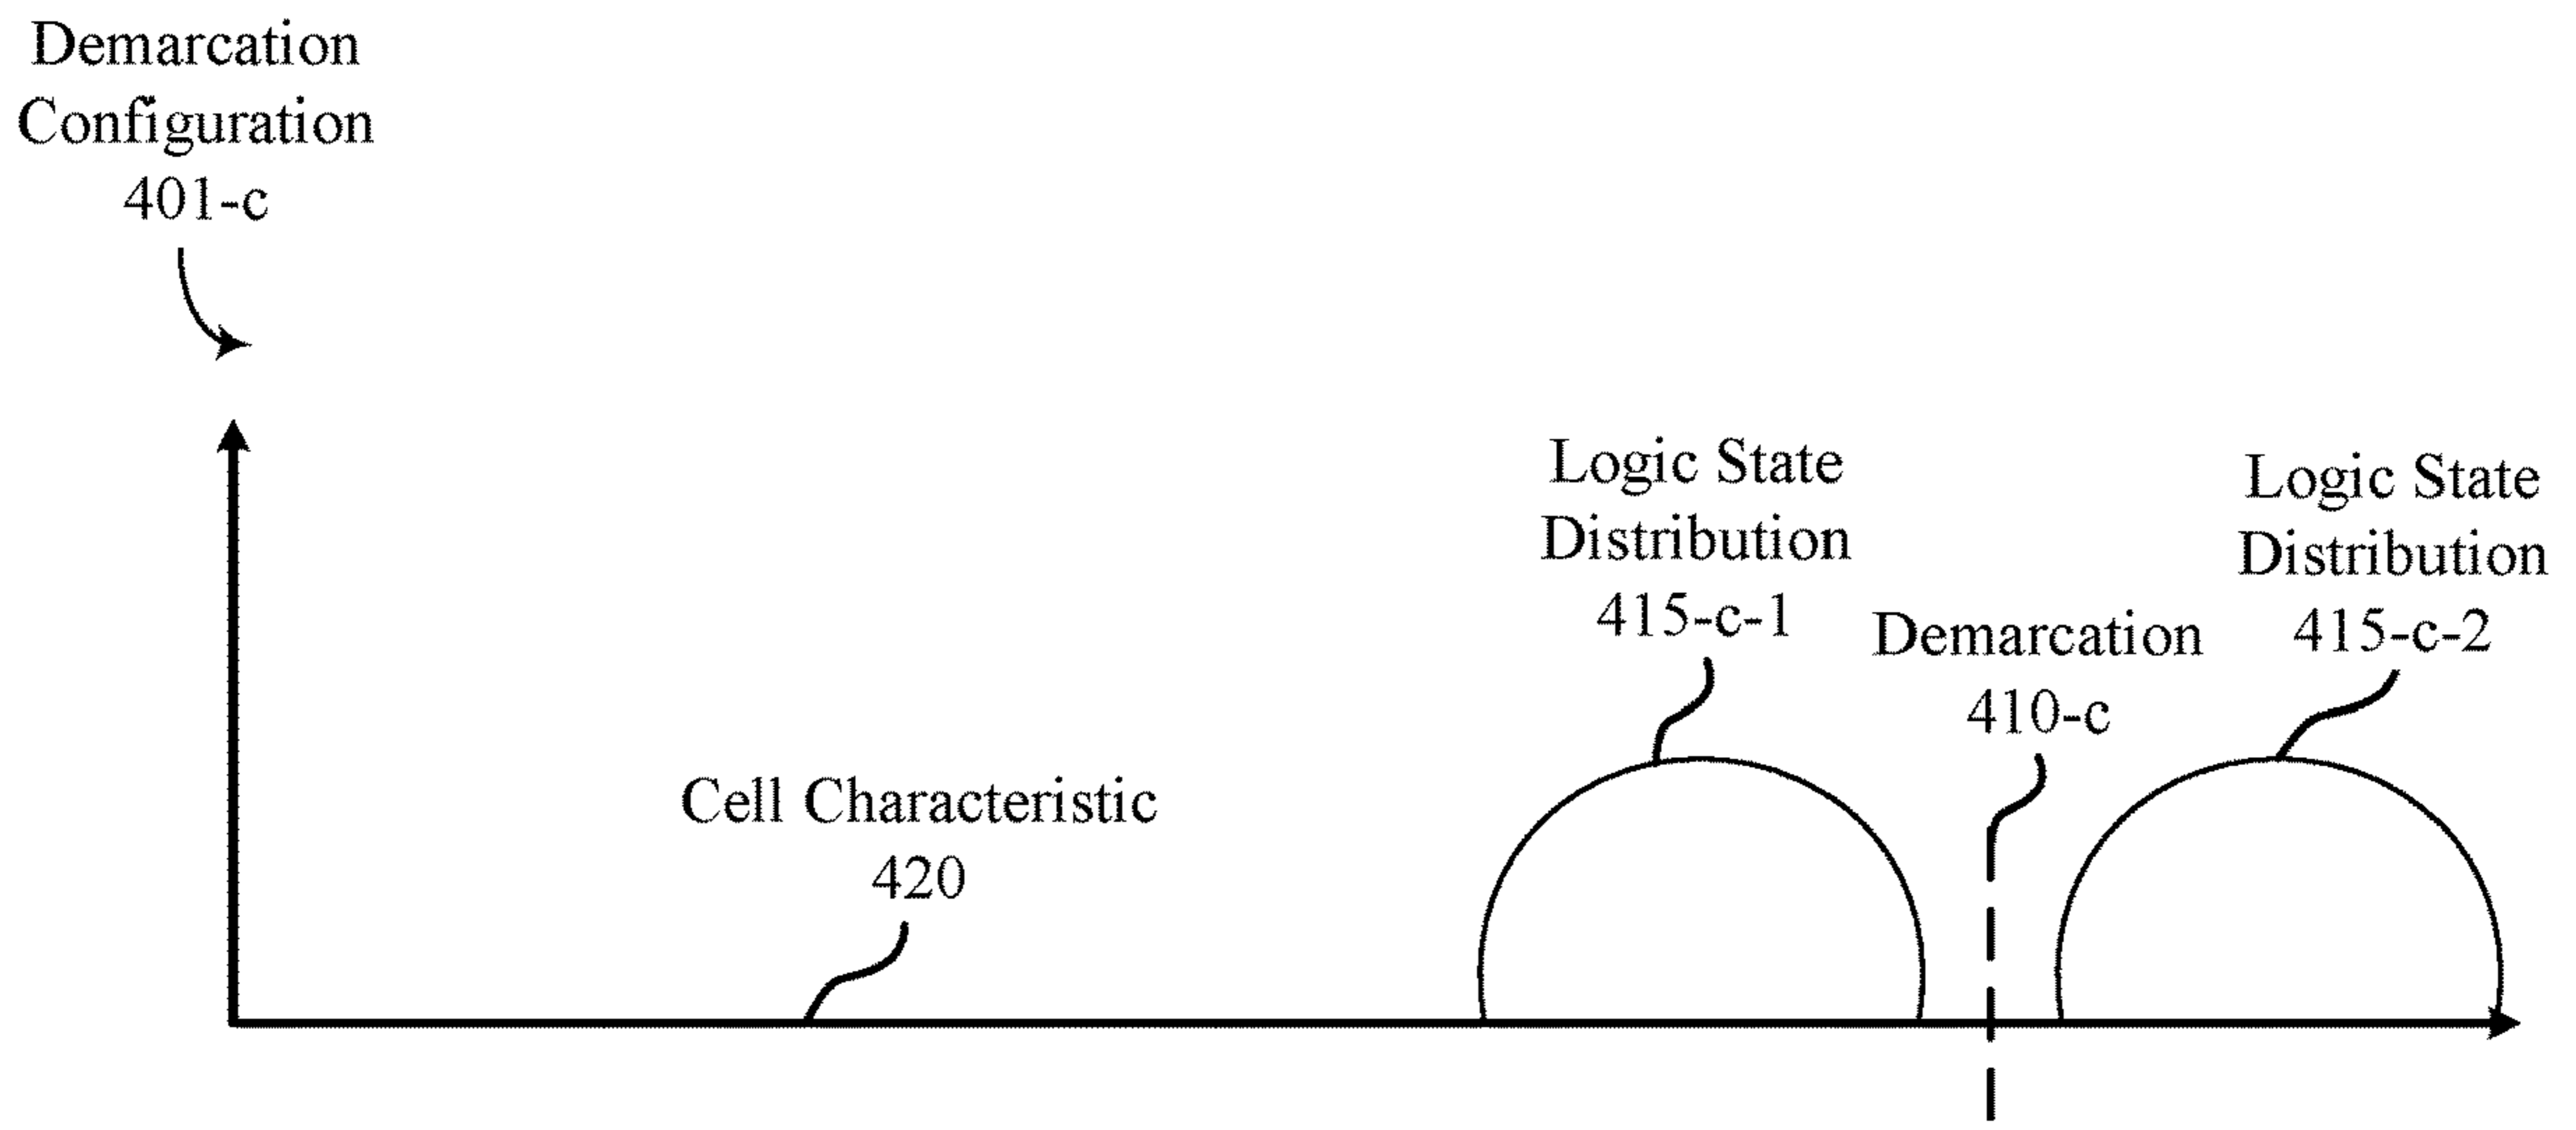 Demarcation
Configuration
401-c
Logic State
Distribution
415-c-1
Logic State
Distribution
415-c-2
Demarcation
410-c
Cell Characteristic
420